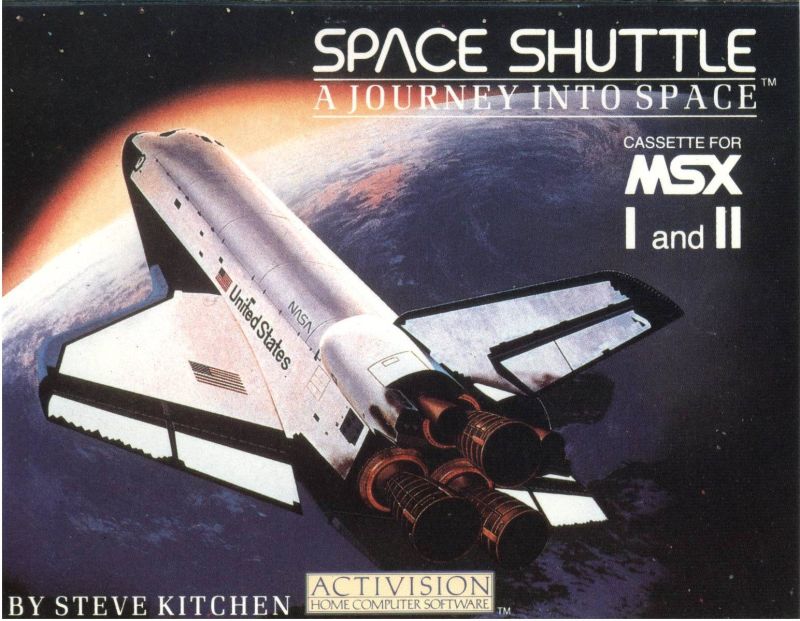 SPACE SHUTTLE
A JOURNEY INTO SPACE™
CASSETTE FOR
MSX
I and II
United States
NASA
BY STEVE KITCHEN
ACTIVISION
HOME COMPUTER SOFTWARE
TM